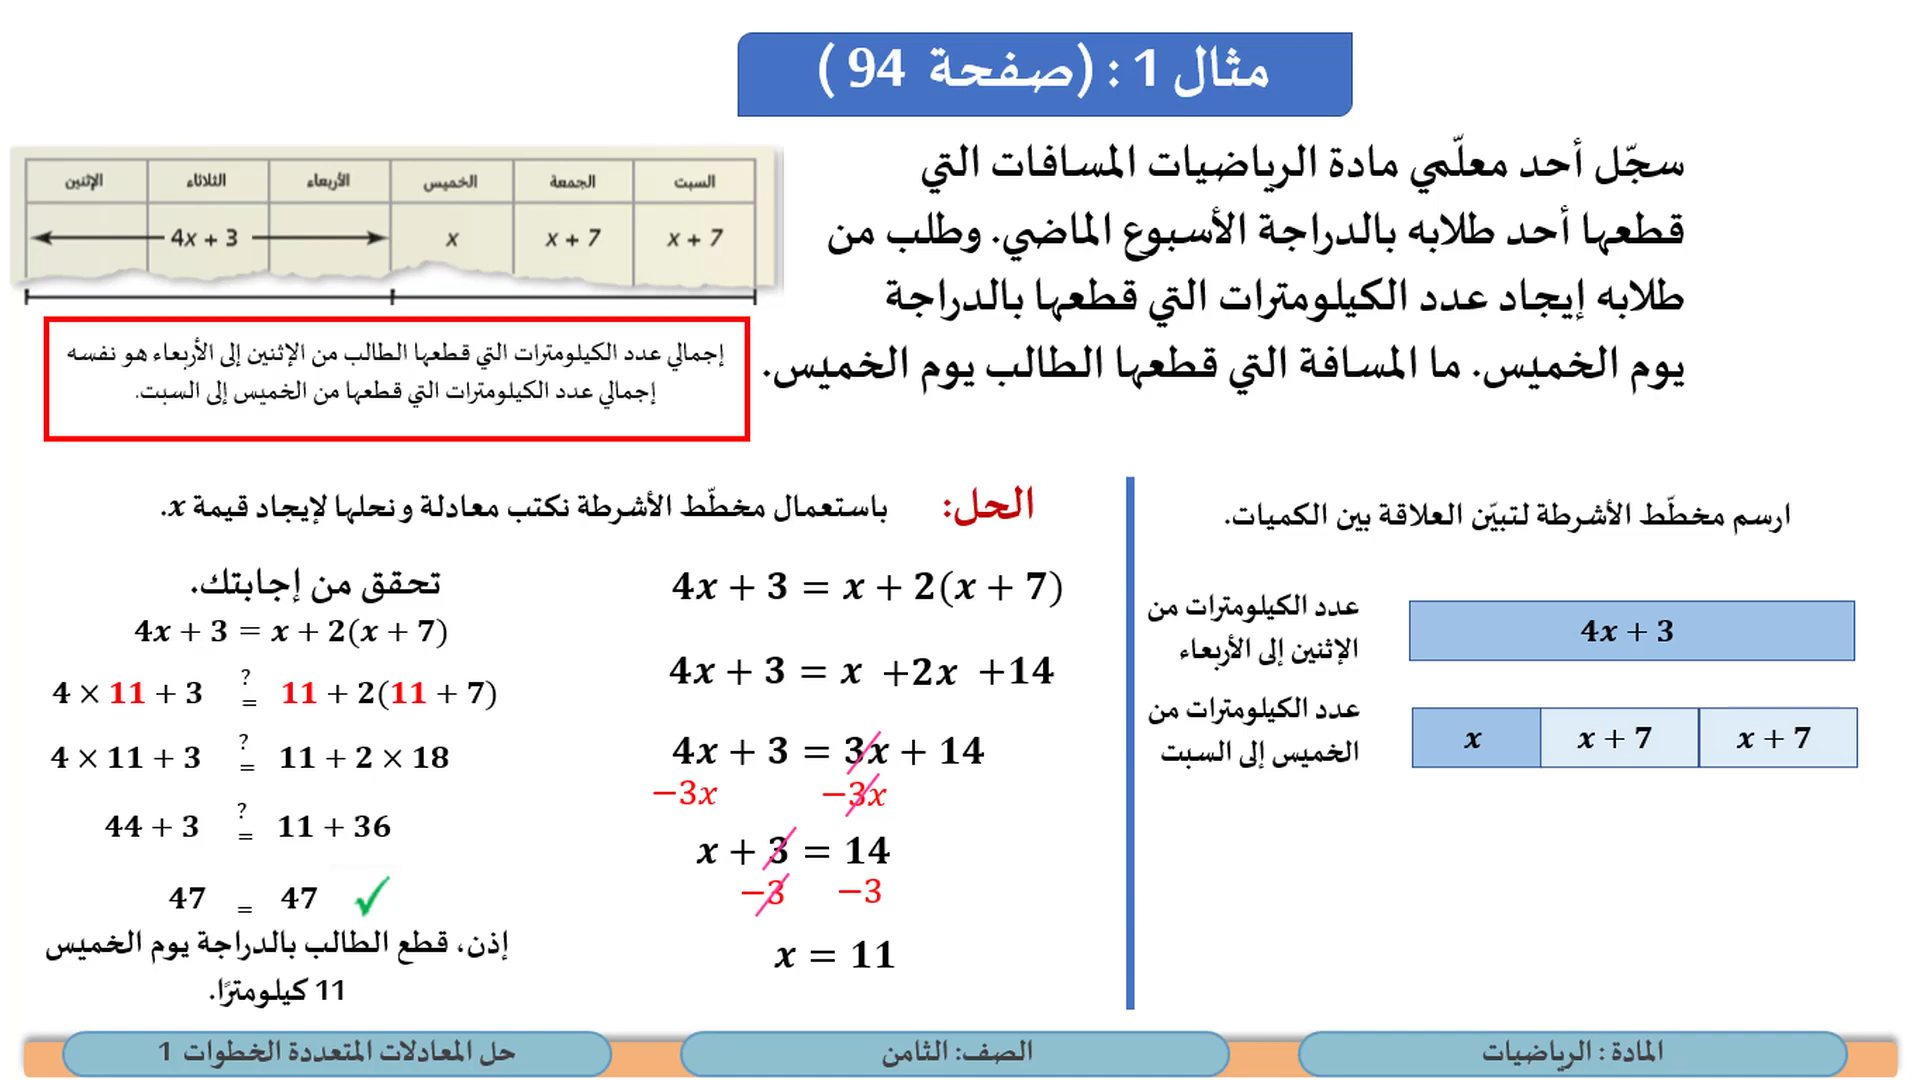 مثال 1 : (صفحة 94 )
سجّل أحد معلّمي مادة الرياضيات المسافات التي
قطعها أحد طلابه بالدراجة الأسبوع الماضي. وطلب من
طلابه إيجاد عدد الكيلومترات التي قطعها بالدراجة
يوم الخميس. ما المسافة التي قطعها الطالب يوم الخميس.
الإثنين الثلاثاء الأربعاء الخميس الجمعة السبت
4x + 3 x x + 7 x + 7
إجمالي عدد الكيلومترات التي قطعها الطالب من الإثنين إلى الأربعاء هو نفسه
إجمالي عدد الكيلومترات التي قطعها من الخميس إلى السبت.
ارسم مخطّط الأشرطة لتبيّن العلاقة بين الكميات.
عدد الكيلومترات من
الإثنين إلى الأربعاء
4x + 3
عدد الكيلومترات من
الخميس إلى السبت
x x + 7 x + 7
الحل: باستعمال مخطّط الأشرطة نكتب معادلة ونحلها لإيجاد قيمة x.
4x + 3 = x + 2(x + 7)
4x + 3 = x +2x +14
4x + 3 = 3x + 14
−3x −3x
x + 3 = 14
−3 −3
x = 11
تحقق من إجابتك.
4x + 3 = x + 2(x + 7)
?
4 × 11 + 3 = 11 + 2(11 + 7)
?
4 × 11 + 3 = 11 + 2 × 18
?
44 + 3 = 11 + 36
47 = 47 ✓
إذن، قطع الطالب بالدراجة يوم الخميس
11 كيلومترًا.
المادة : الرياضيات
الصف: الثامن
حل المعادلات المتعددة الخطوات 1